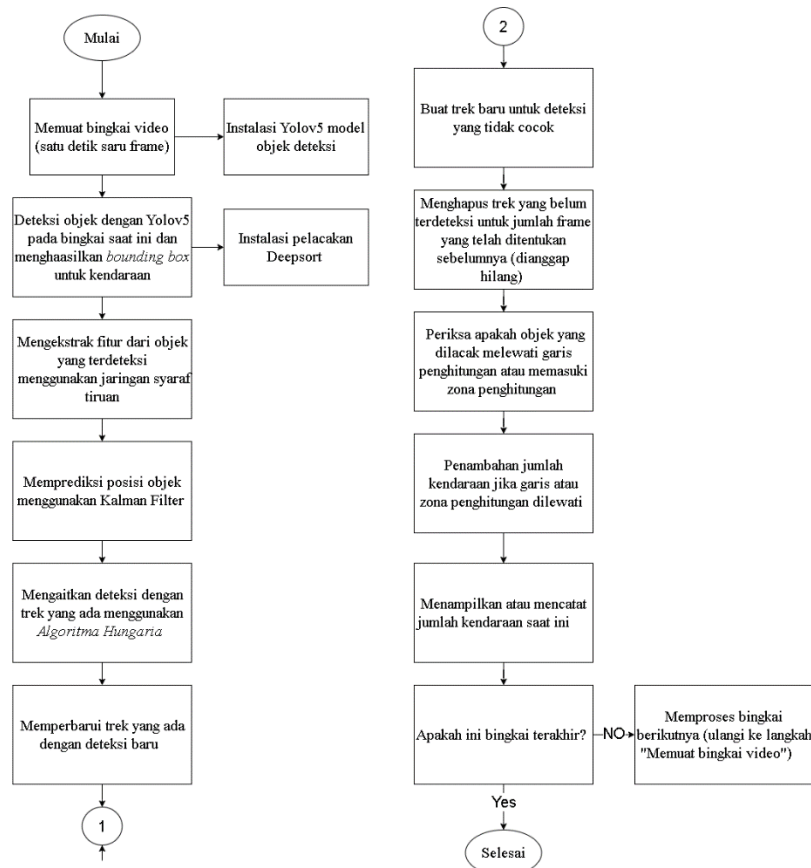 Mulai
Memuat bingkai video
(satu detik saru frame)
Instalasi Yolov5 model
objek deteksi
Deteksi objek dengan Yolov5
pada bingkai saat ini dan
menghaasilkan bounding box
untuk kendaraan
Instalasi pelacakan
Deepsort
Mengekstrak fitur dari objek
yang terdeteksi
menggunakan jaringan syaraf
tiruan
Memprediksi posisi objek
menggunakan Kalman Filter
Mengaitkan deteksi dengan
trek yang ada menggunakan
Algoritma Hungaria
Memperbarui trek yang ada
dengan deteksi baru
1
2
Buat trek baru untuk deteksi
yang tidak cocok
Menghapus trek yang belum
terdeteksi untuk jumlah frame
yang telah ditentukan
sebelumnya (dianggap
hilang)
Periksa apakah objek yang
dilacak melewati garis
penghitungan atau memasuki
zona penghitungan
Penambahan jumlah
kendaraan jika garis atau
zona penghitungan dilewati
Menampilkan atau mencatat
jumlah kendaraan saat ini
Apakah ini bingkai terakhir?
NO
Memproses bingkai
berikutnya (ulangi ke langkah
"Memuat bingkai video")
Yes
Selesai